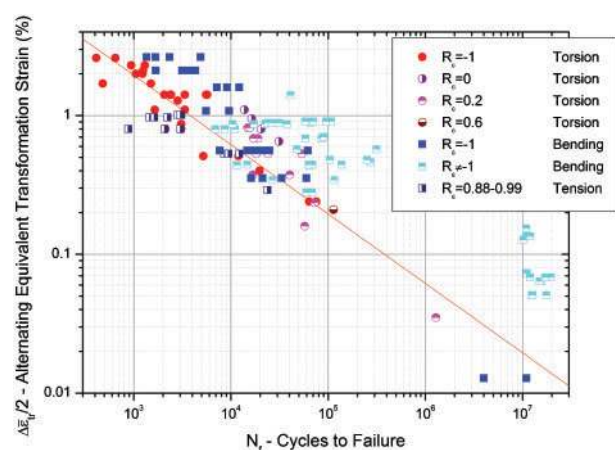 Δε̄tr/2 - Alternating Equivalent Transformation Strain (%)
1
0.1
0.01
10³
10⁴
10⁵
10⁶
10⁷
Nf - Cycles to Failure
Rε=-1 Torsion
Rε=0 Torsion
Rε=0.2 Torsion
Rε=0.6 Torsion
Rε=-1 Bending
Rε≠-1 Bending
Rε=0.88-0.99 Tension